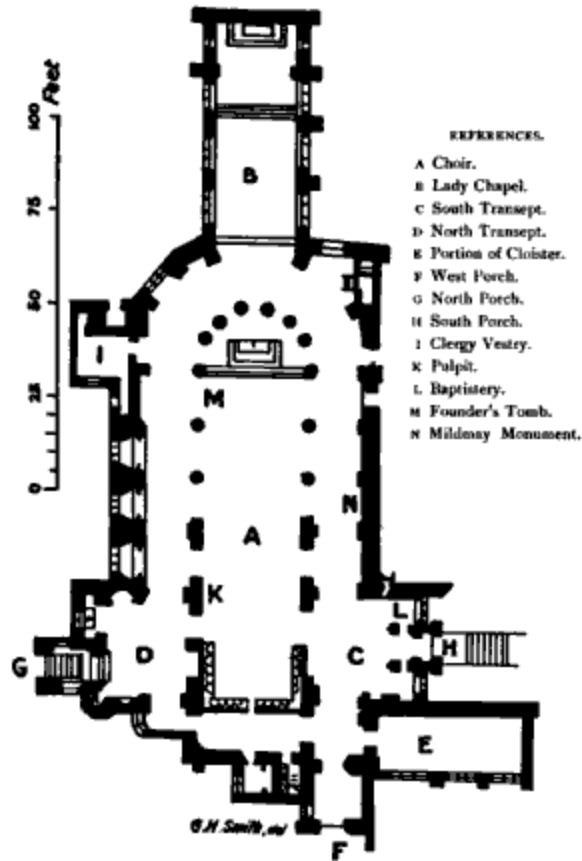 Feet
100
75
50
25
0
REFERENCES.
A Choir.
B Lady Chapel.
C South Transept.
D North Transept.
E Portion of Cloister.
F West Porch.
G North Porch.
H South Porch.
I Clergy Vestry.
K Pulpit.
L Baptistery.
M Founder's Tomb.
N Mildmay Monument.
B
I
M
N
A
K
L
G
D
C
H
E
G.H. Smith, del
F